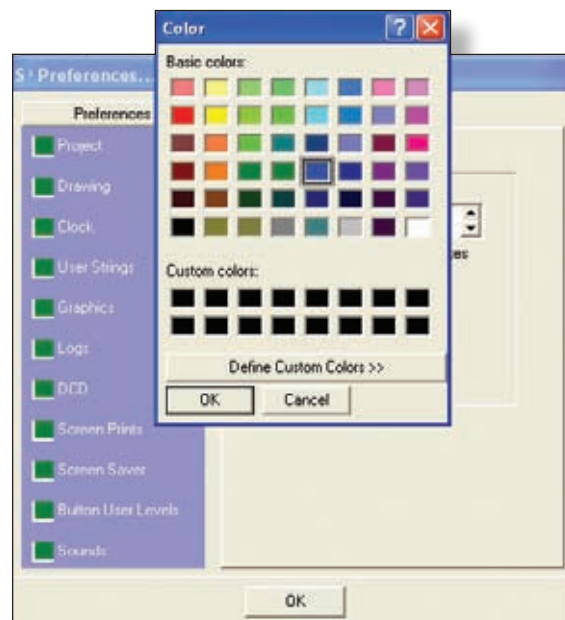 Color
Basic colors:
Custom colors:
Define Custom Colors >>
OK
Cancel
Preferences...
Preferences
Project
Drawing
Clock
User Strings
Graphics
Logs
DCD
Screen Prints
Screen Saver
Button User Levels
Sounds
OK